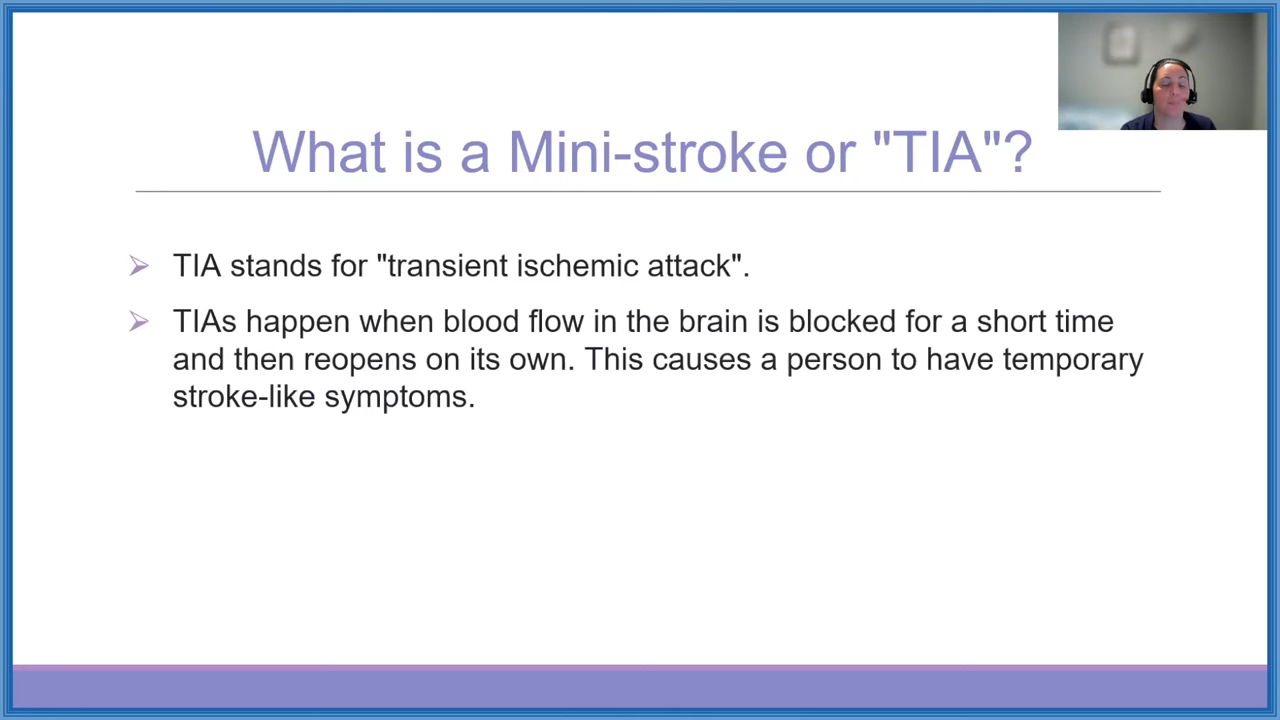 What is a Mini-stroke or "TIA"?
TIA stands for "transient ischemic attack".
TIAs happen when blood flow in the brain is blocked for a short time
and then reopens on its own. This causes a person to have temporary
stroke-like symptoms.